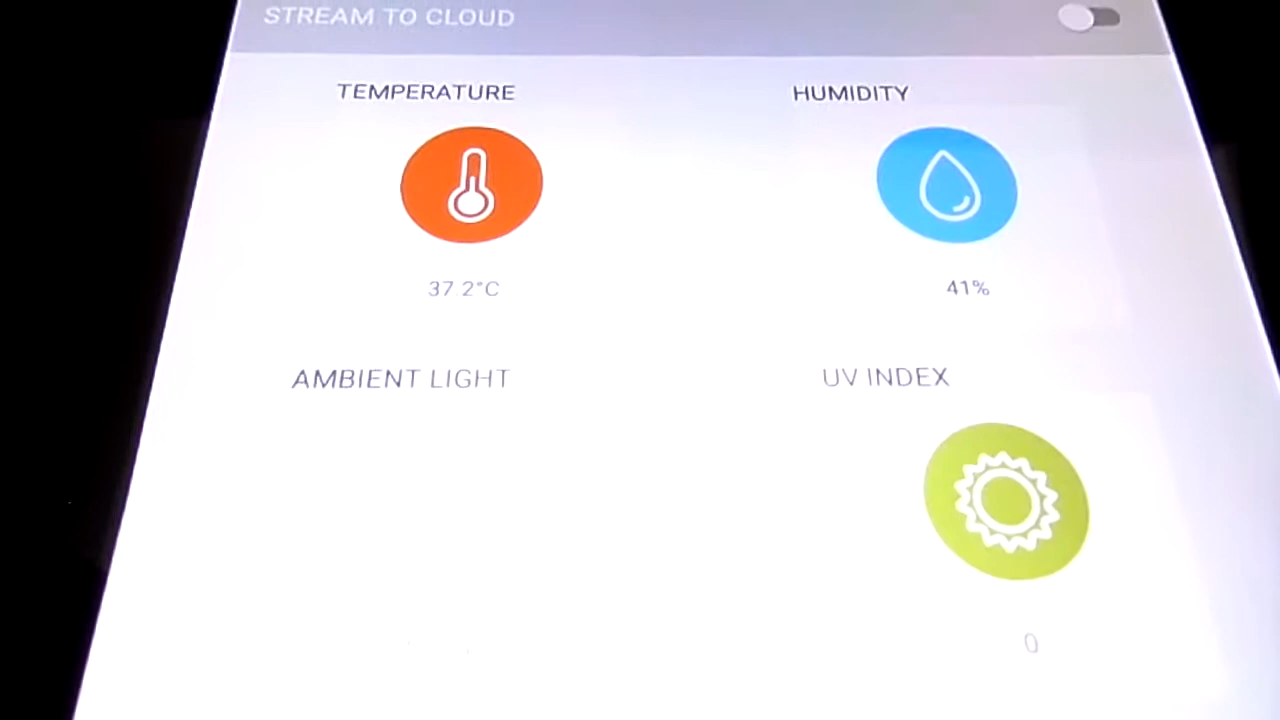 STREAM TO CLOUD
TEMPERATURE
HUMIDITY
37.2°C
41%
AMBIENT LIGHT
UV INDEX
0